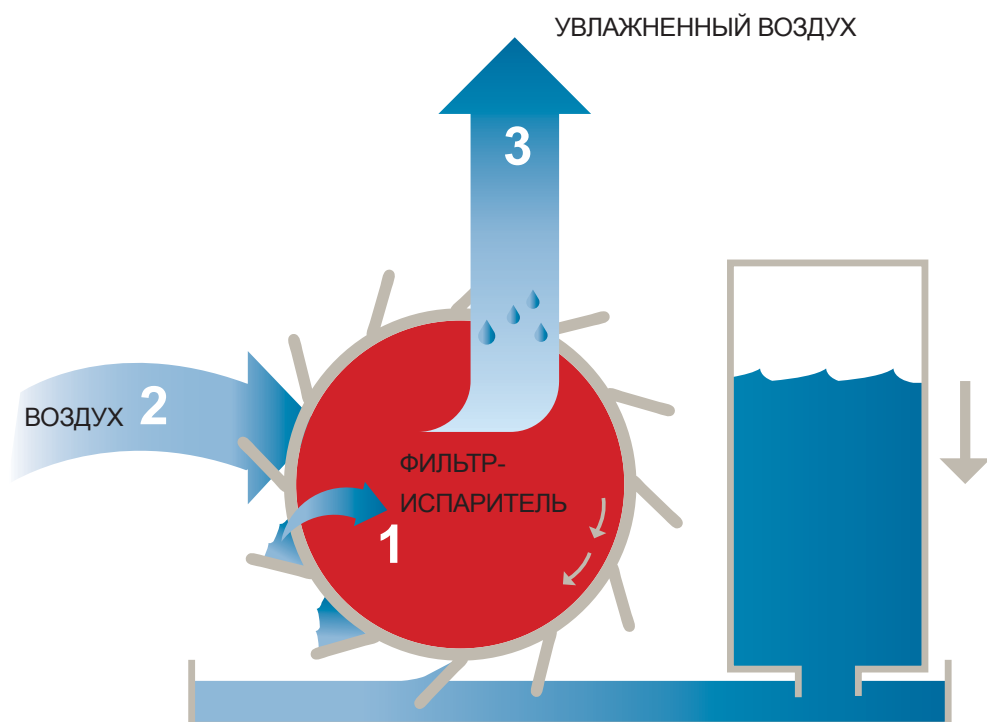 УВЛАЖНЕННЫЙ ВОЗДУХ
3
ВОЗДУХ 2
ФИЛЬТР-
ИСПАРИТЕЛЬ
1